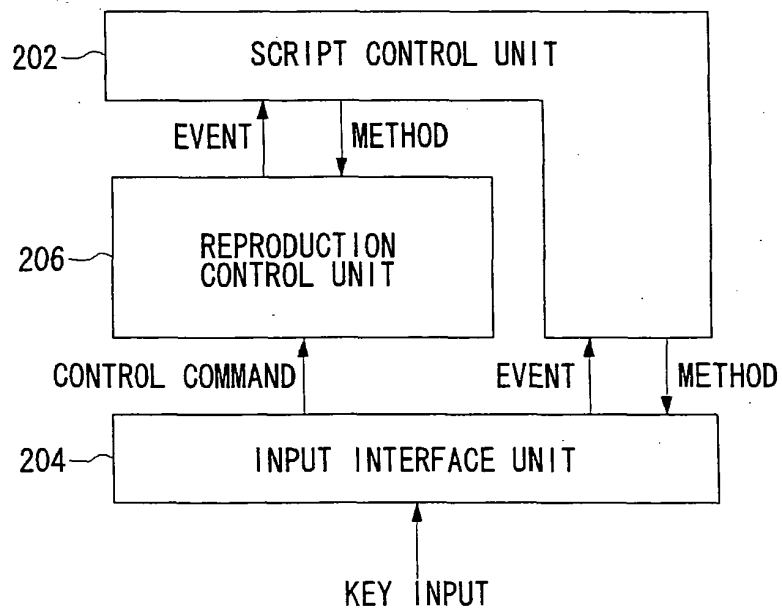 202
SCRIPT CONTROL UNIT
EVENT
METHOD
206
REPRODUCTION
CONTROL UNIT
CONTROL COMMAND
EVENT
METHOD
204
INPUT INTERFACE UNIT
KEY INPUT